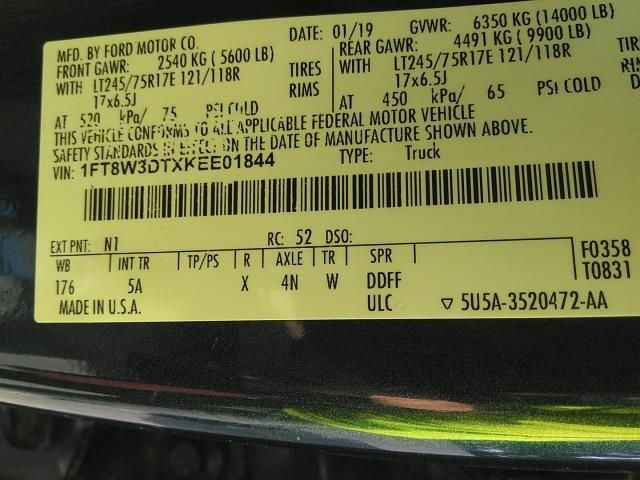 MFD. BY FORD MOTOR CO. DATE: 01/19 GVWR: 6350 KG (14000 LB)
FRONT GAWR: 2540 KG ( 5600 LB) REAR GAWR: 4491 KG ( 9900 LB)
WITH LT245/75R17E 121/118R TIRES WITH LT245/75R17E 121/118R TIRE
17x6.5J RIMS 17x6.5J RIM
AT 520 kPa/ 75 PSI COLD AT 450 kPa/ 65 PSI COLD
THIS VEHICLE CONFORMS TO ALL APPLICABLE FEDERAL MOTOR VEHICLE
SAFETY STANDARDS IN EFFECT ON THE DATE OF MANUFACTURE SHOWN ABOVE.
VIN: 1FT8W3DTXKEE01844 TYPE: Truck
EXT PNT: N1 RC: 52 DSO: F0358
WB INT TR TP/PS R AXLE TR SPR T0831
176 5A X 4N W DDFF
MADE IN U.S.A. ULC ▽ 5U5A-3520472-AA